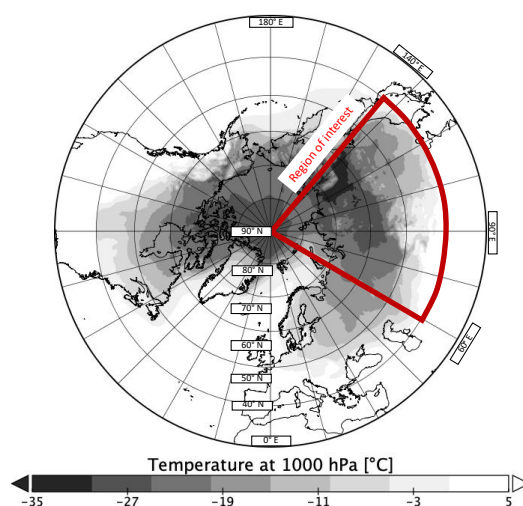 180° E
140° E
Region of interest
90° N
90° E
80° N
70° N
60° E
60° N
50° N
40° N
0° E
Temperature at 1000 hPa [°C]
−35 −27 −19 −11 −3 5